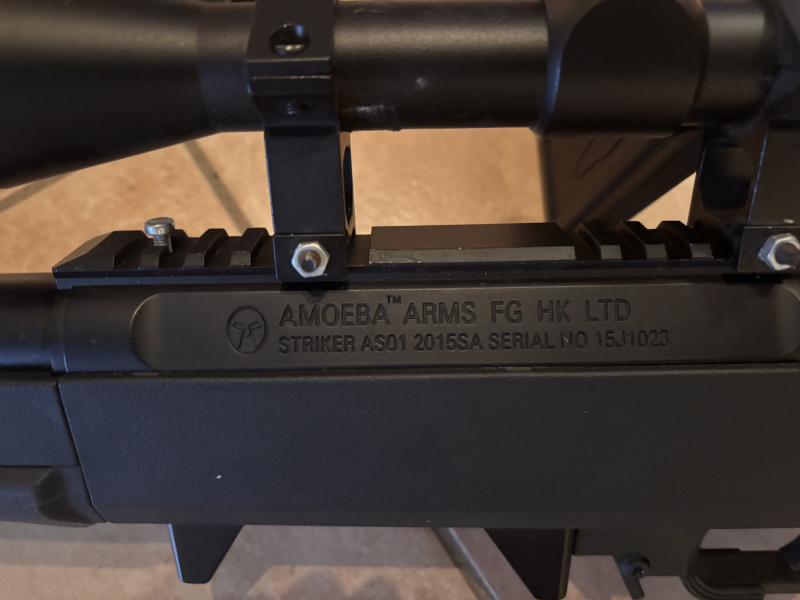 AMOEBA™ ARMS FG HK LTD
STRIKER AS01 2015SA SERIAL NO 15J1023